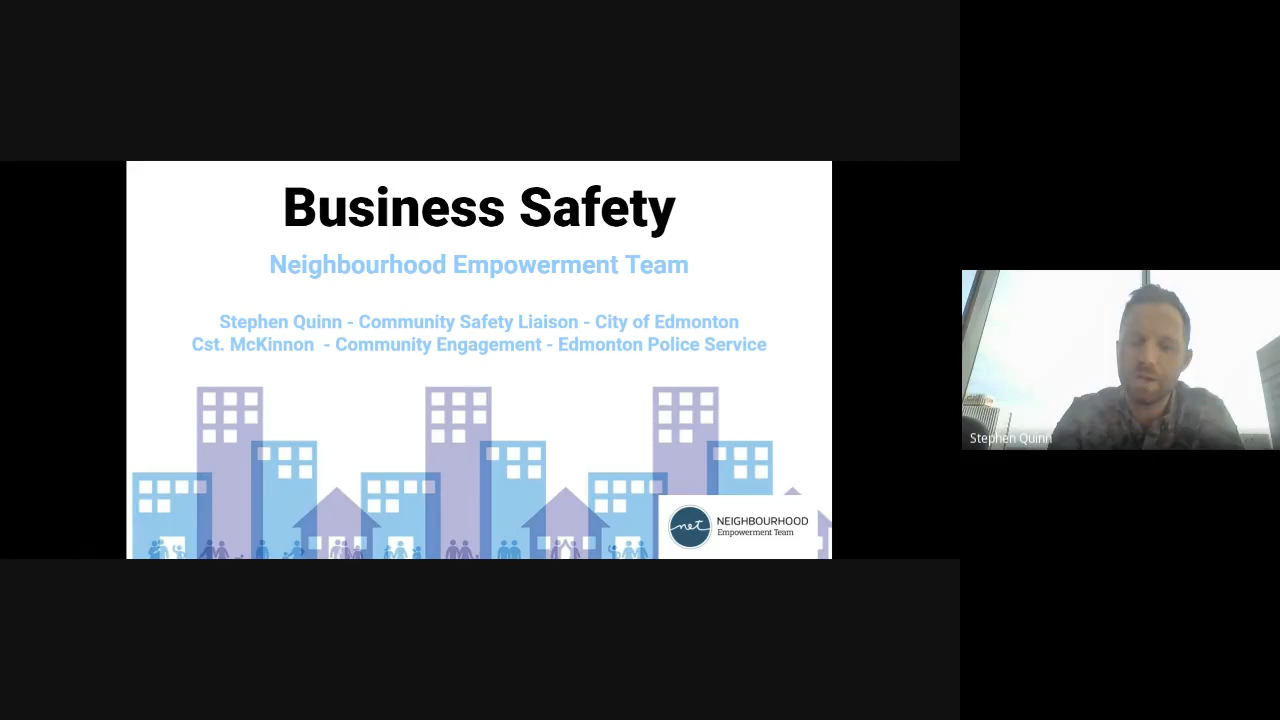 Business Safety
Neighbourhood Empowerment Team
Stephen Quinn - Community Safety Liaison - City of Edmonton
Cst. McKinnon - Community Engagement - Edmonton Police Service
net
NEIGHBOURHOOD
Empowerment Team
Stephen Quinn